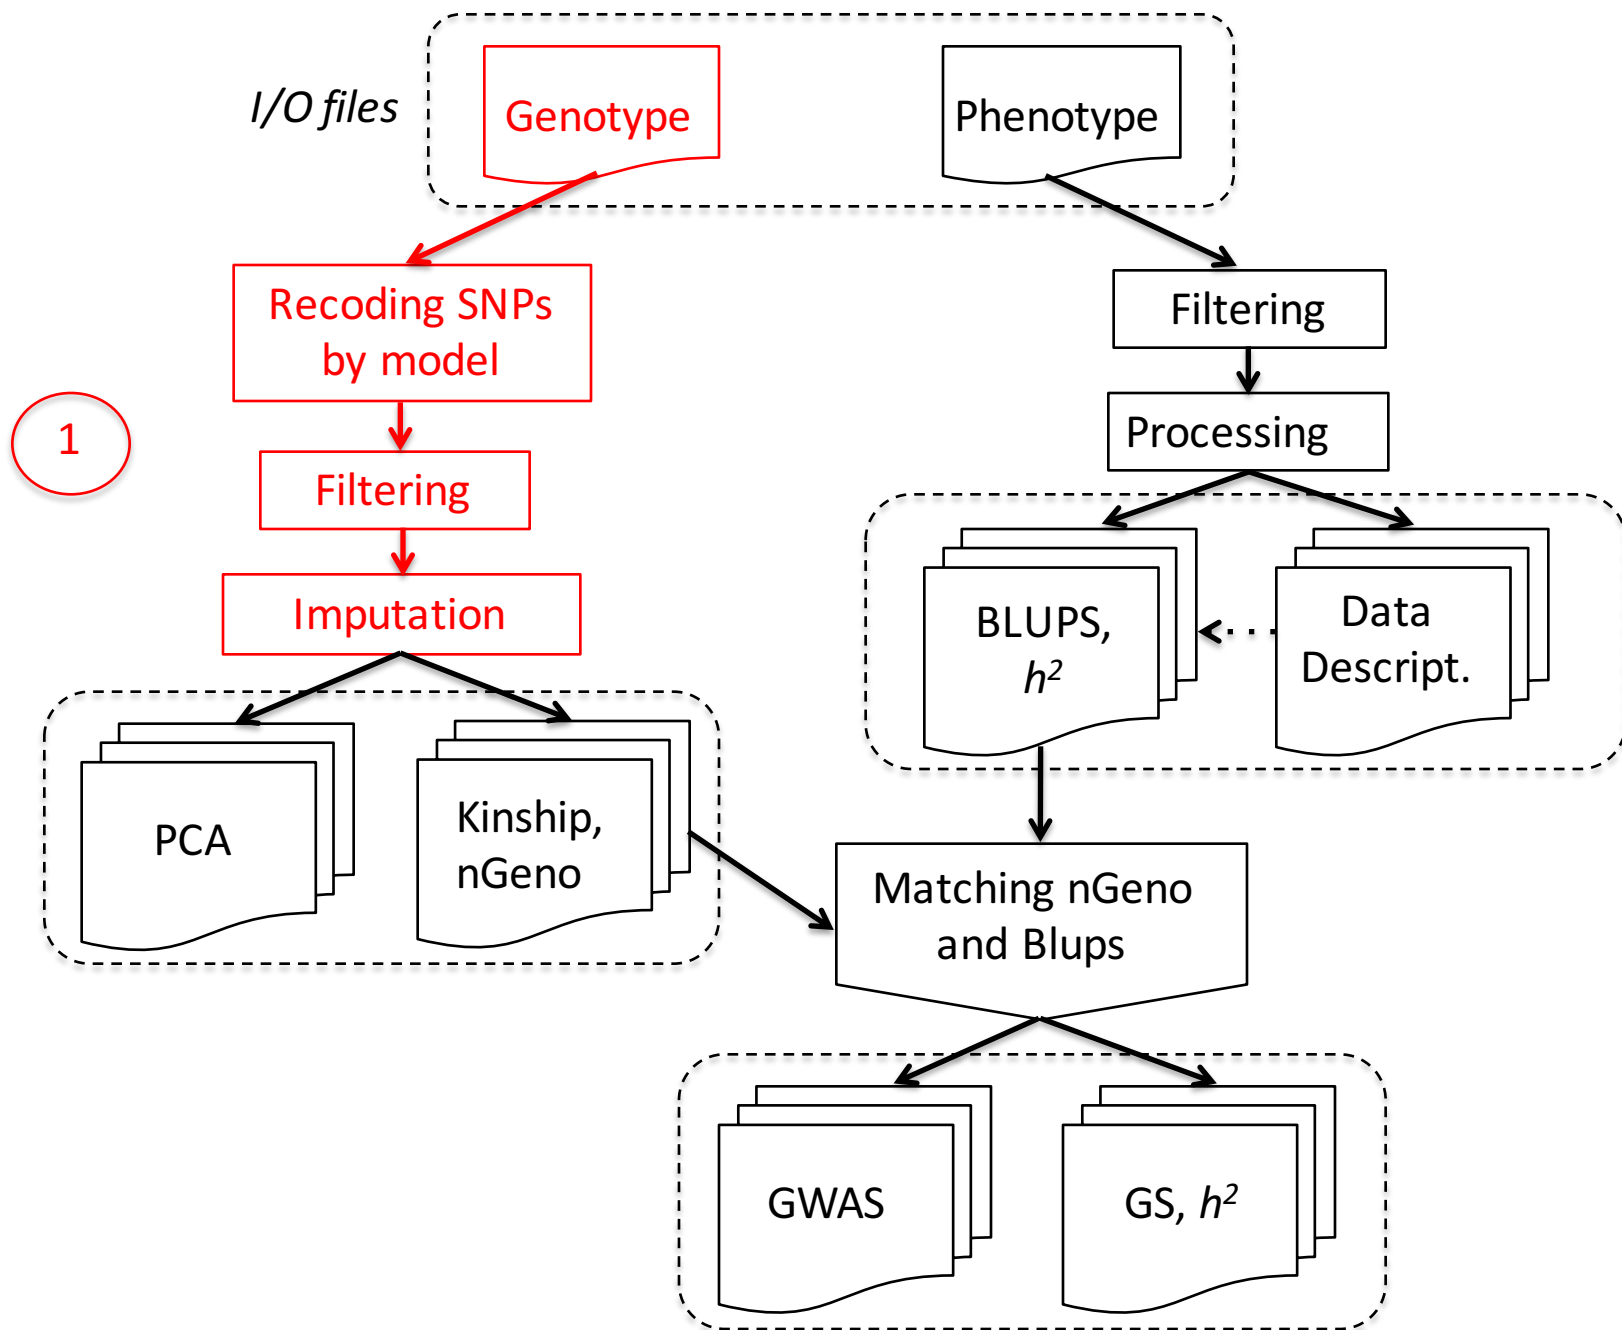 I/O files
Genotype
Phenotype
Recoding SNPs
by model
Filtering
Filtering
Processing
1
Imputation
BLUPS,
h²
Data
Descript.
PCA
Kinship,
nGeno
Matching nGeno
and Blups
GWAS
GS, h²